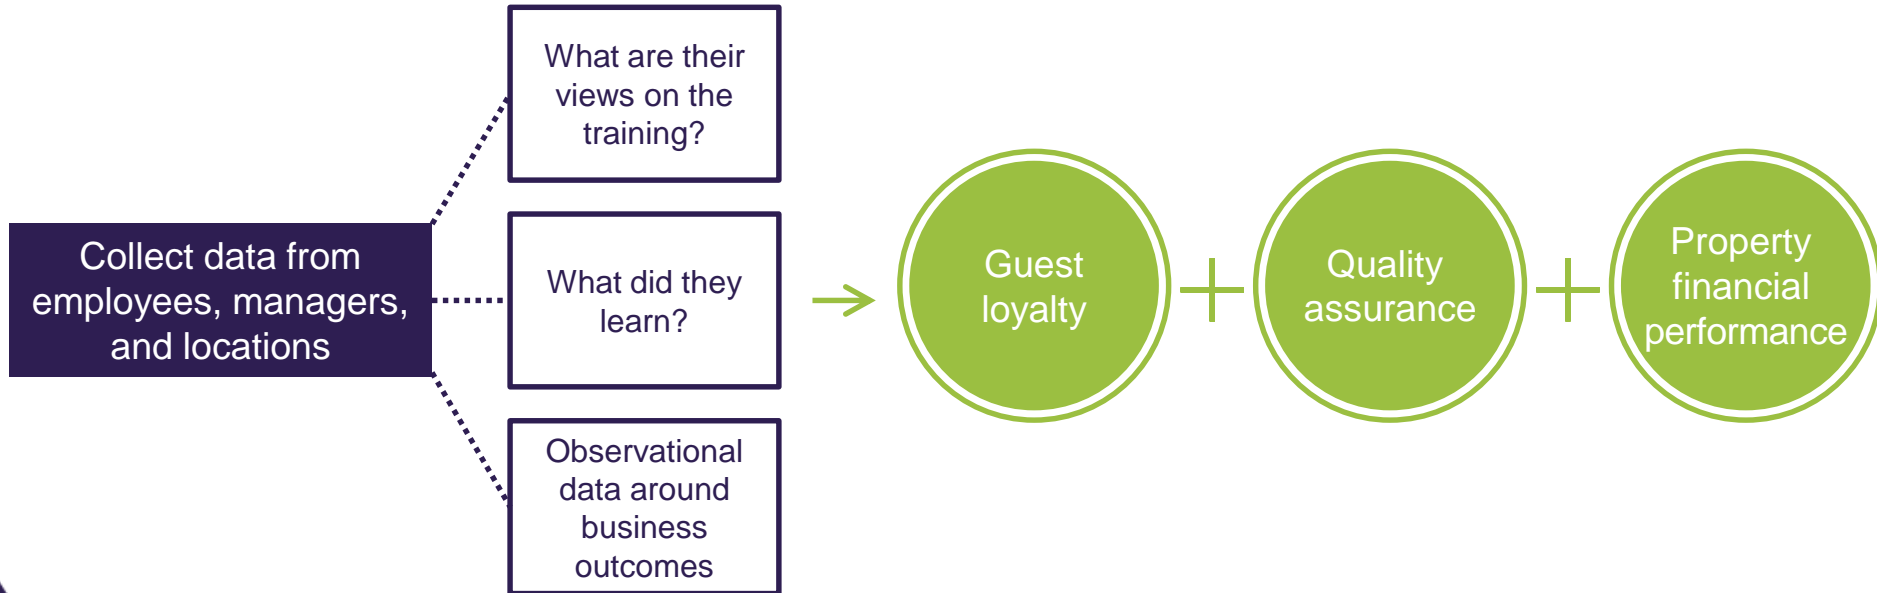 Collect data from
employees, managers,
and locations
What are their
views on the
training?
What did they
learn?
Observational
data around
business
outcomes
Guest
loyalty
Quality
assurance
Property
financial
performance